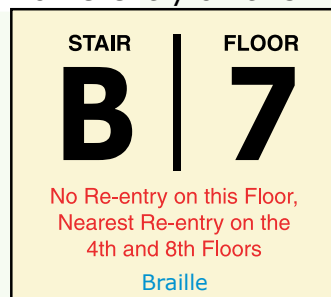 STAIR FLOOR
B 7
No Re-entry on this Floor,
Nearest Re-entry on the
4th and 8th Floors
Braille